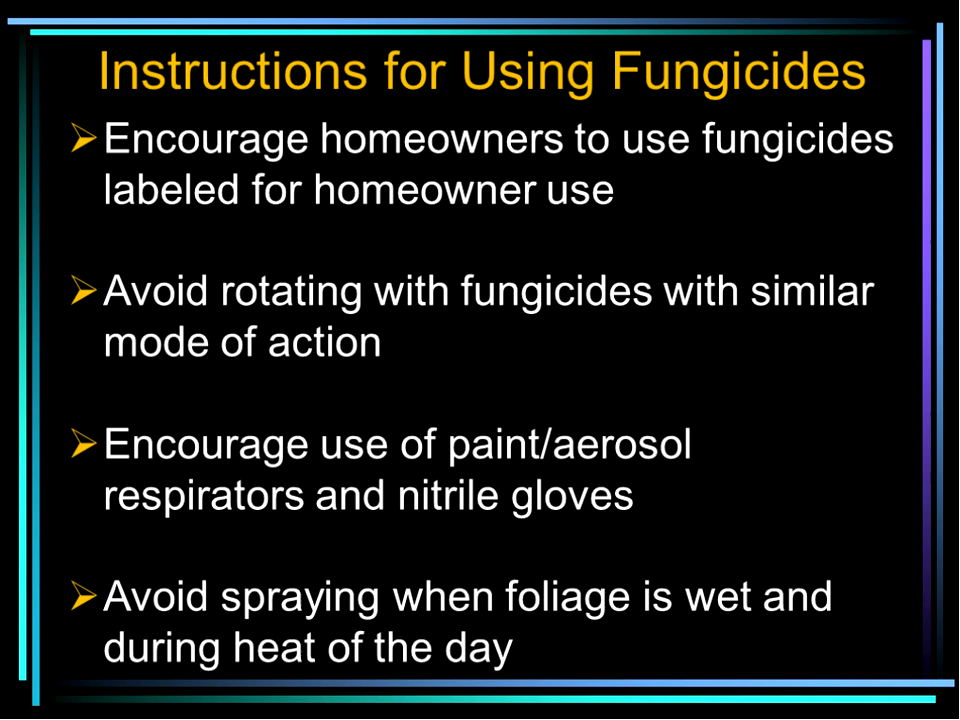 Instructions for Using Fungicides
➢Encourage homeowners to use fungicides
labeled for homeowner use
➢Avoid rotating with fungicides with similar
mode of action
➢Encourage use of paint/aerosol
respirators and nitrile gloves
➢Avoid spraying when foliage is wet and
during heat of the day